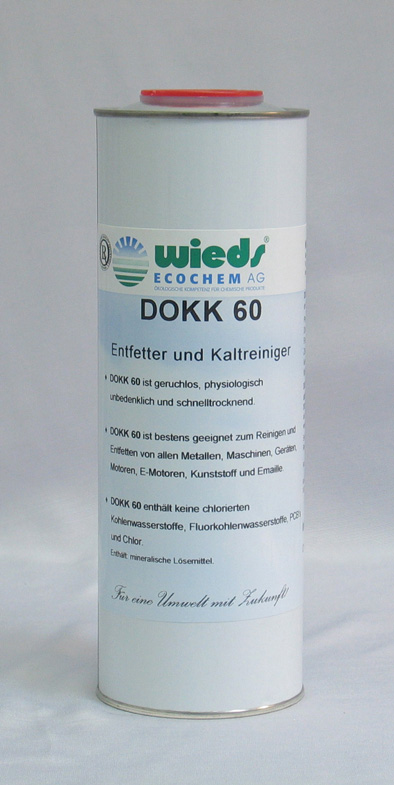 wieds®
ECOCHEM AG
ÖKOLOGISCHE KOMPETENZ FÜR CHEMISCHE PRODUKTE
DOKK 60
Entfetter und Kaltreiniger
DOKK 60 ist geruchlos, physiologisch
unbedenklich und schnelltrocknend.
DOKK 60 ist bestens geeignet zum Reinigen und
Entfetten von allen Metallen, Maschinen, Geräten,
Motoren, E-Motoren, Kunststoff und Emaille.
DOKK 60 enthält keine chlorierten
Kohlenwasserstoffe, Fluorkohlenwasserstoffe,
und Chlor.
Enthält: mineralische Lösemittel.
Für eine Umwelt mit Zukunft!